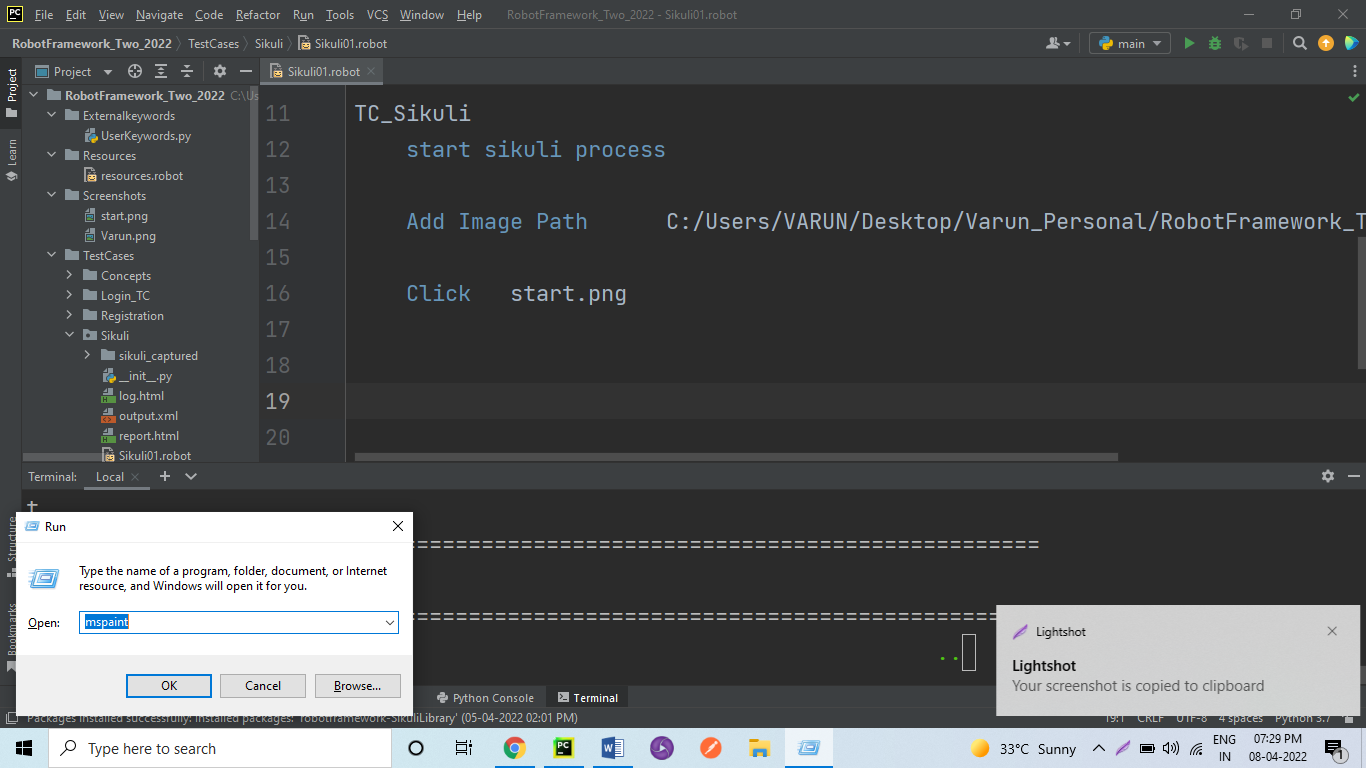 File Edit View Navigate Code Refactor Run Tools VCS Window Help RobotFramework_Two_2022 - Sikuli01.robot
RobotFramework_Two_2022 TestCases Sikuli Sikuli01.robot main
Project Sikuli01.robot
Project
Learn
Structure
Bookmarks
RobotFramework_Two_2022 C:\Us
Externalkeywords
UserKeywords.py
Resources
resources.robot
Screenshots
start.png
Varun.png
TestCases
Concepts
Login_TC
Registration
Sikuli
sikuli_captured
__init__.py
log.html
output.xml
report.html
Sikuli01.robot
11 TC_Sikuli
12 start sikuli process
13
14 Add Image Path C:/Users/VARUN/Desktop/Varun_Personal/RobotFramework_T
15
16 Click start.png
17
18
19
20
Terminal: Local
==============================================
============================================
..
Run
Type the name of a program, folder, document, or Internet
resource, and Windows will open it for you.
Open: mspaint
OK Cancel Browse...
Lightshot
Lightshot
Your screenshot is copied to clipboard
Python Console Terminal
Packages installed successfully: Installed packages: 'robotframework-SikuliLibrary' (05-04-2022 02:01 PM) 19:1 CRLF UTF-8 4 spaces Python 3.7
Type here to search 33°C Sunny ENG
IN 07:29 PM
08-04-2022 1